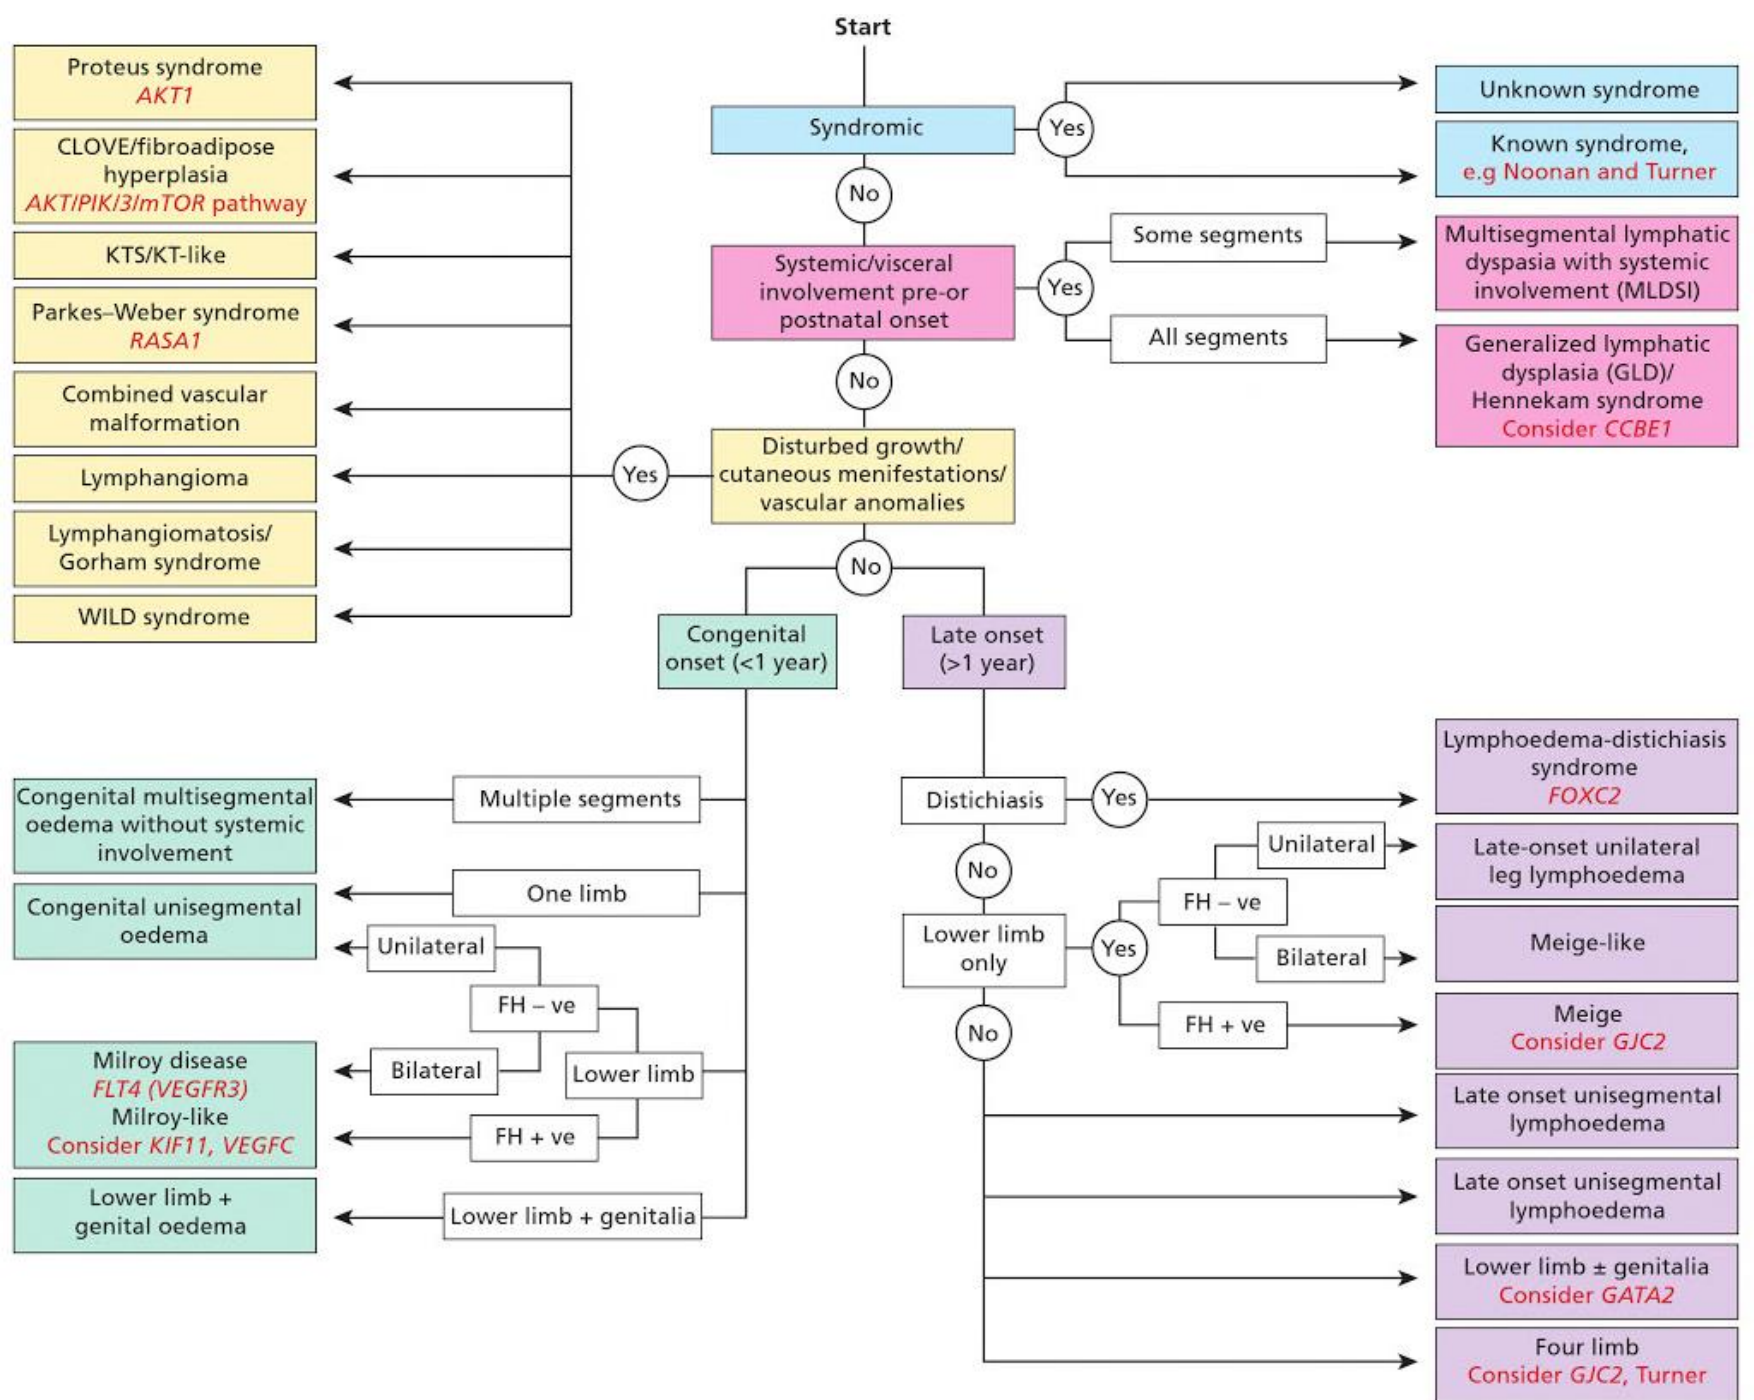 Start
Syndromic
Yes
Unknown syndrome
Known syndrome,
e.g Noonan and Turner
No
Systemic/visceral
involvement pre-or
postnatal onset
Yes
Some segments
All segments
Multisegmental lymphatic
dyspasia with systemic
involvement (MLDSI)
Generalized lymphatic
dysplasia (GLD)/
Hennekam syndrome
Consider CCBE1
No
Disturbed growth/
cutaneous menifestations/
vascular anomalies
Yes
Proteus syndrome
AKT1
CLOVE/fibroadipose
hyperplasia
AKT/PIK/3/mTOR pathway
KTS/KT-like
Parkes–Weber syndrome
RASA1
Combined vascular
malformation
Lymphangioma
Lymphangiomatosis/
Gorham syndrome
WILD syndrome
No
Congenital
onset (<1 year)
Late onset
(>1 year)
Multiple segments
Congenital multisegmental
oedema without systemic
involvement
One limb
Congenital unisegmental
oedema
Unilateral
FH – ve
Bilateral
Lower limb
FH + ve
Milroy disease
FLT4 (VEGFR3)
Milroy-like
Consider KIF11, VEGFC
Lower limb + genitalia
Lower limb +
genital oedema
Distichiasis
Yes
Lymphoedema-distichiasis
syndrome
FOXC2
No
Lower limb
only
Yes
FH – ve
Unilateral
Late-onset unilateral
leg lymphoedema
Bilateral
Meige-like
FH + ve
Meige
Consider GJC2
No
Late onset unisegmental
lymphoedema
Late onset unisegmental
lymphoedema
Lower limb ± genitalia
Consider GATA2
Four limb
Consider GJC2, Turner